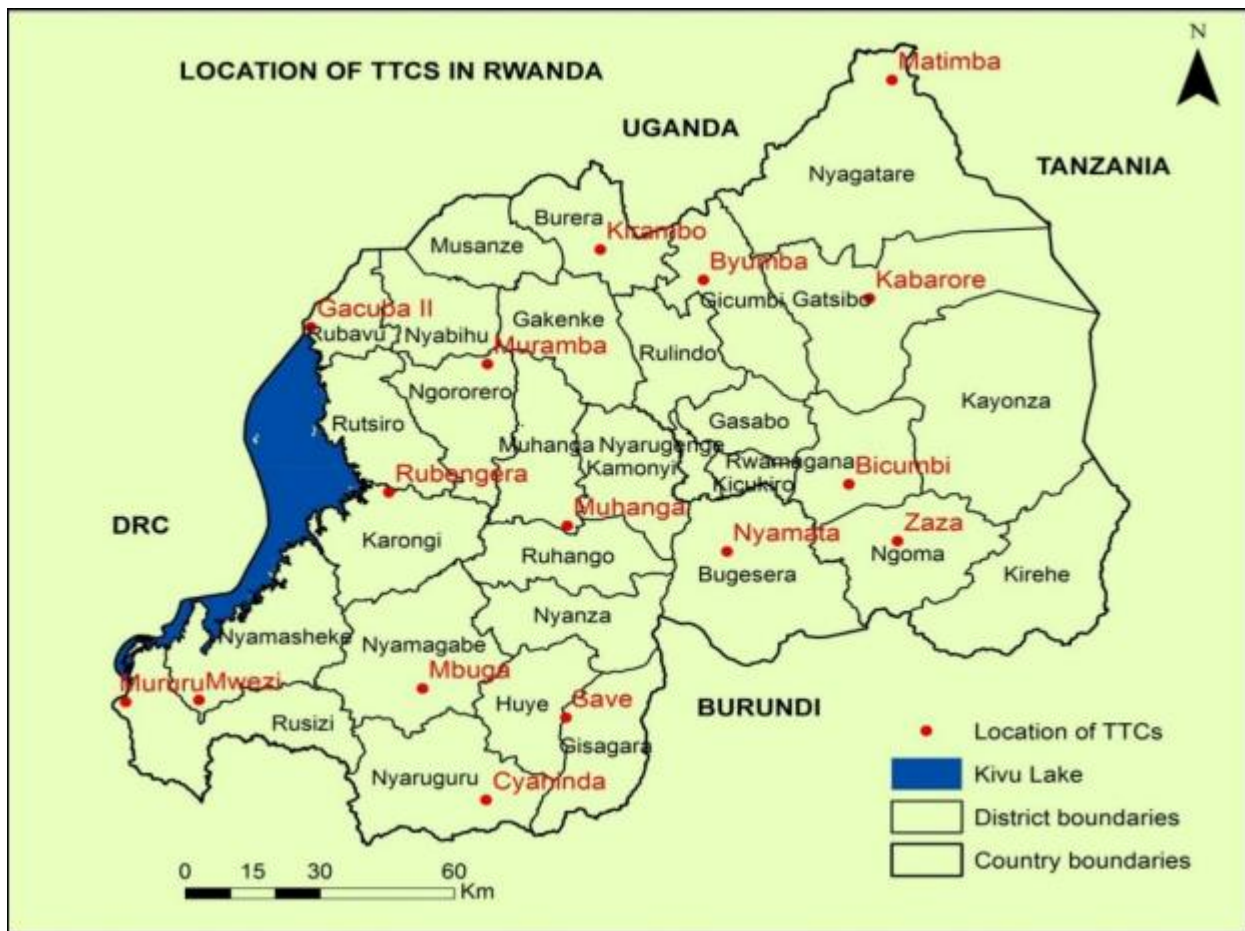 LOCATION OF TTCS IN RWANDA
N
Matimba
UGANDA
TANZANIA
Nyagatare
Burera
Kirambo
Musanze
Byumba
Kabarore
Gicumbi
Gatsibo
Gacuba II
Rubavu
Nyabihu
Gakenke
Muramba
Rulindo
Ngororero
Kayonza
Rutsiro
Gasabo
Muhanga
Nyarugenge
Kamonyi
Rwamagana
Bicumbi
Kicukiro
Rubengera
DRC
Muhanga
Nyamata
Zaza
Karongi
Ruhango
Ngoma
Bugesera
Kirehe
Nyanza
Nyamasheke
Nyamagabe
Mbuga
Mururu
Mwezi
Huye
Save
BURUNDI
Rusizi
Gisagara
Nyaruguru
Cyahinda
Location of TTCs
Kivu Lake
District boundaries
Country boundaries
0 15 30 60
Km